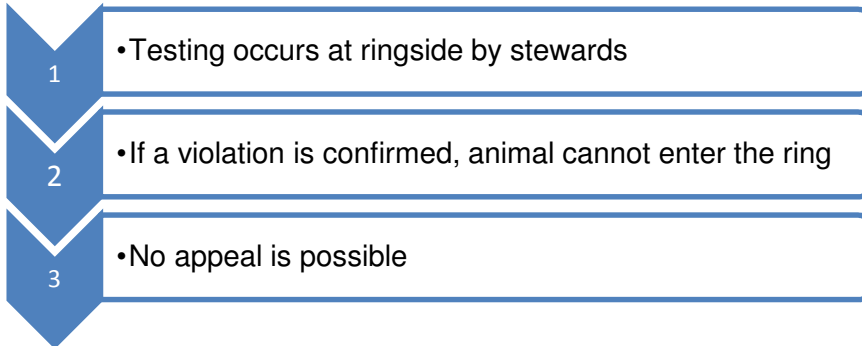 1
•Testing occurs at ringside by stewards
2
•If a violation is confirmed, animal cannot enter the ring
3
•No appeal is possible